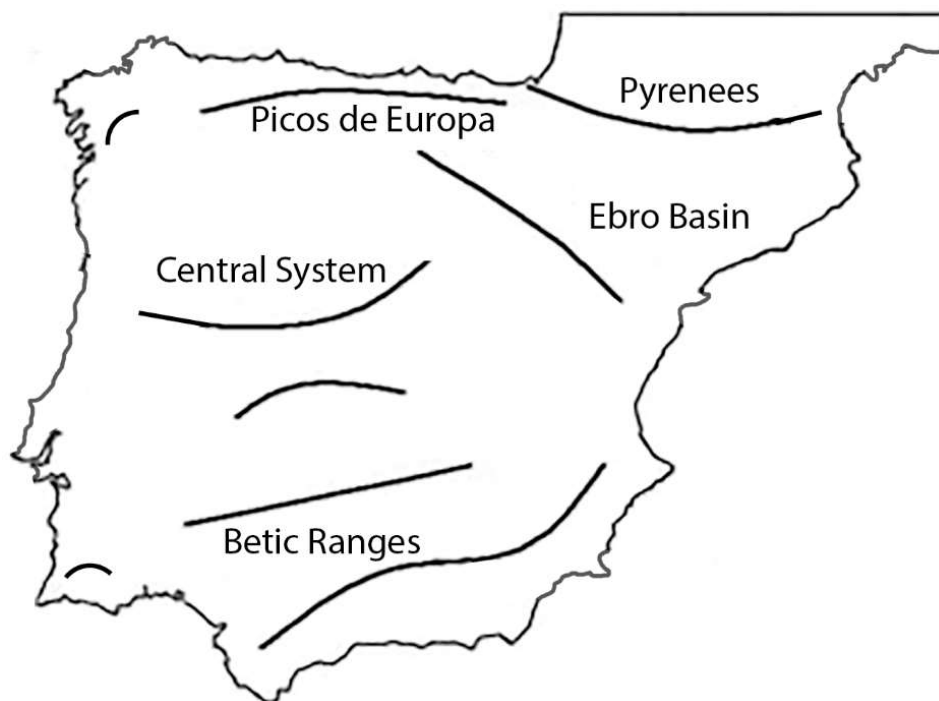 Pyrenees
Picos de Europa
Ebro Basin
Central System
Betic Ranges